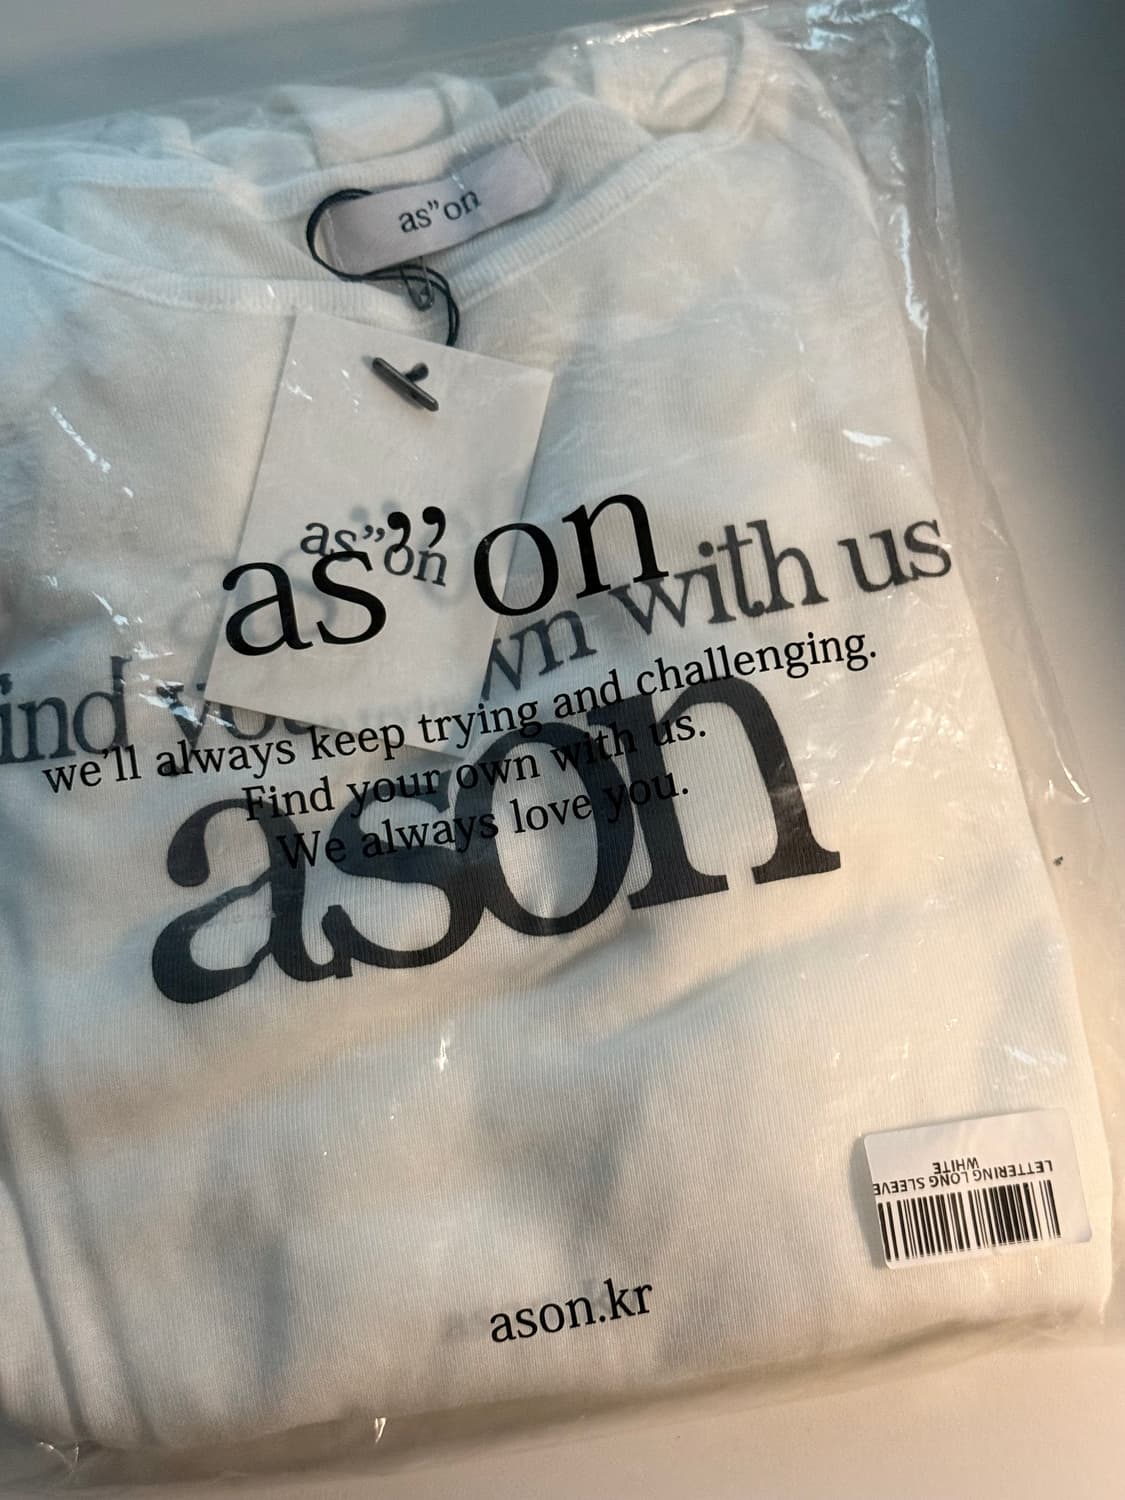 as”on
as”on
as”on
ind you wn with us
we'll always keep trying and challenging.
Find your own with us.
We always love you.
ason
LETTERING LONG SLEEVE
WHITE
ason.kr